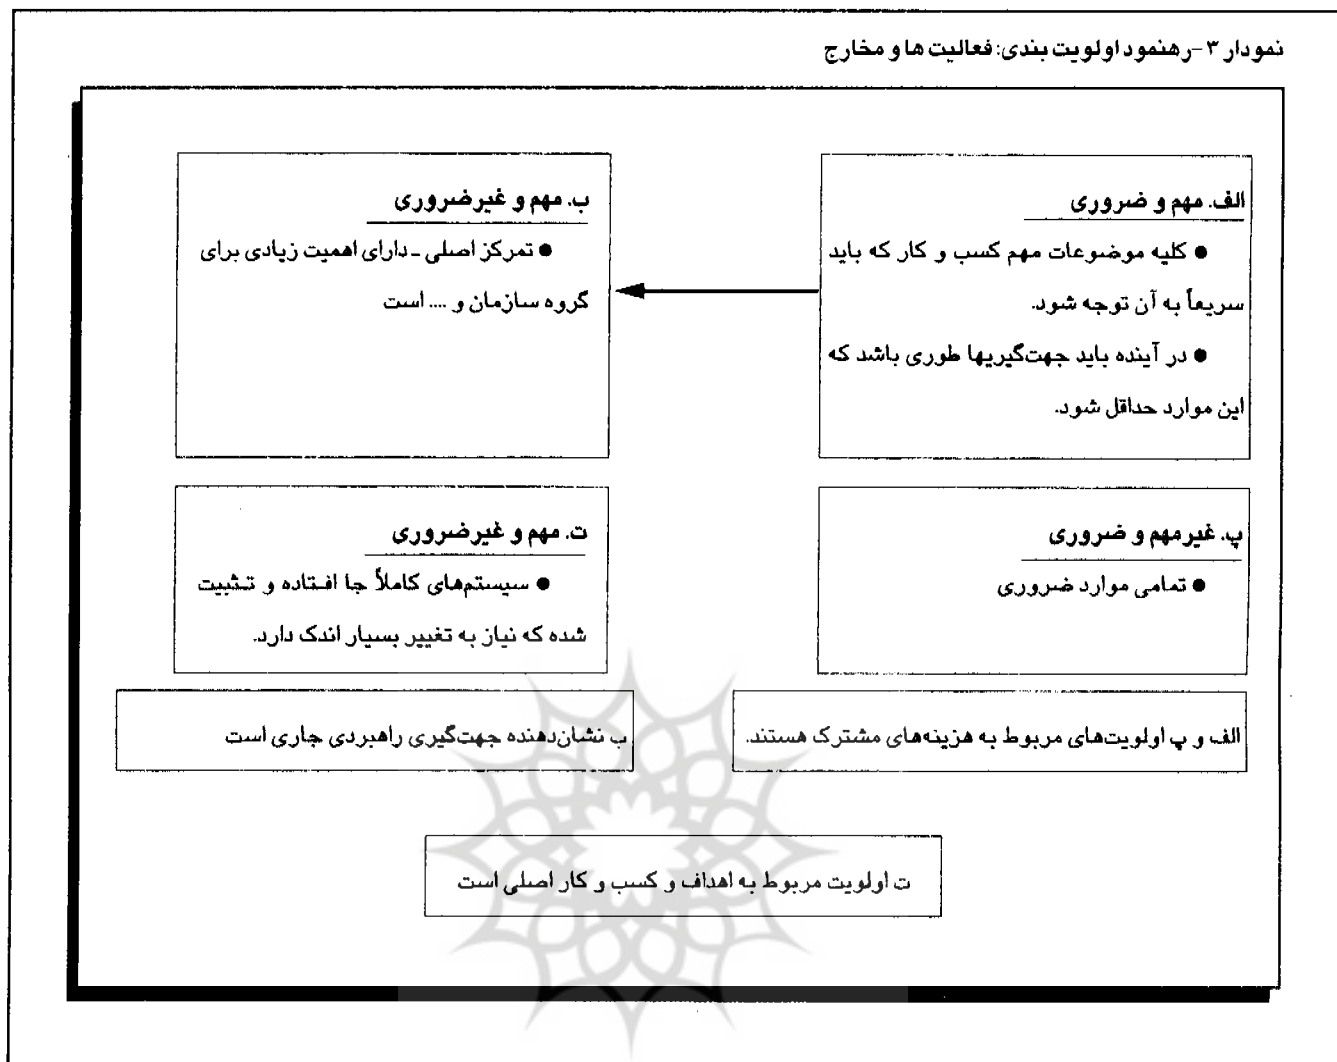 نمودار ۳-رهنمود اولویت بندی: فعالیت ها و مخارج
الف. مهم و ضروری
● کلیه موضوعات مهم کسب و کار که باید
سریعاً به آن توجه شود.
● در آینده باید جهت‌گیریها طوری باشد که
این موارد حداقل شود.
ب. مهم و غیرضروری
● تمرکز اصلی ـ دارای اهمیت زیادی برای
گروه سازمان و .... است
پ. غیرمهم و ضروری
● تمامی موارد ضروری
ت. مهم و غیرضروری
● سیستم‌های کاملاً جا افتاده و تثبیت
شده که نیاز به تغییر بسیار اندک دارد.
الف و پ اولویت‌های مربوط به هزینه‌های مشترک هستند.
ب نشان‌دهنده جهت‌گیری راهبردی جاری است
ت اولویت مربوط به اهداف و کسب و کار اصلی است